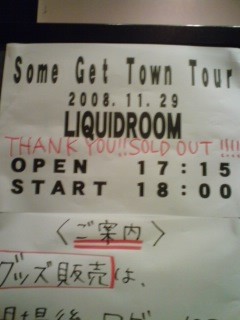 Some Get Town Tour
2008.11.29
LIQUIDROOM
THANK YOU!!SOLD OUT !!!!
OPEN 17:15
START 18:00
〈ご案内〉
グッズ販売は、